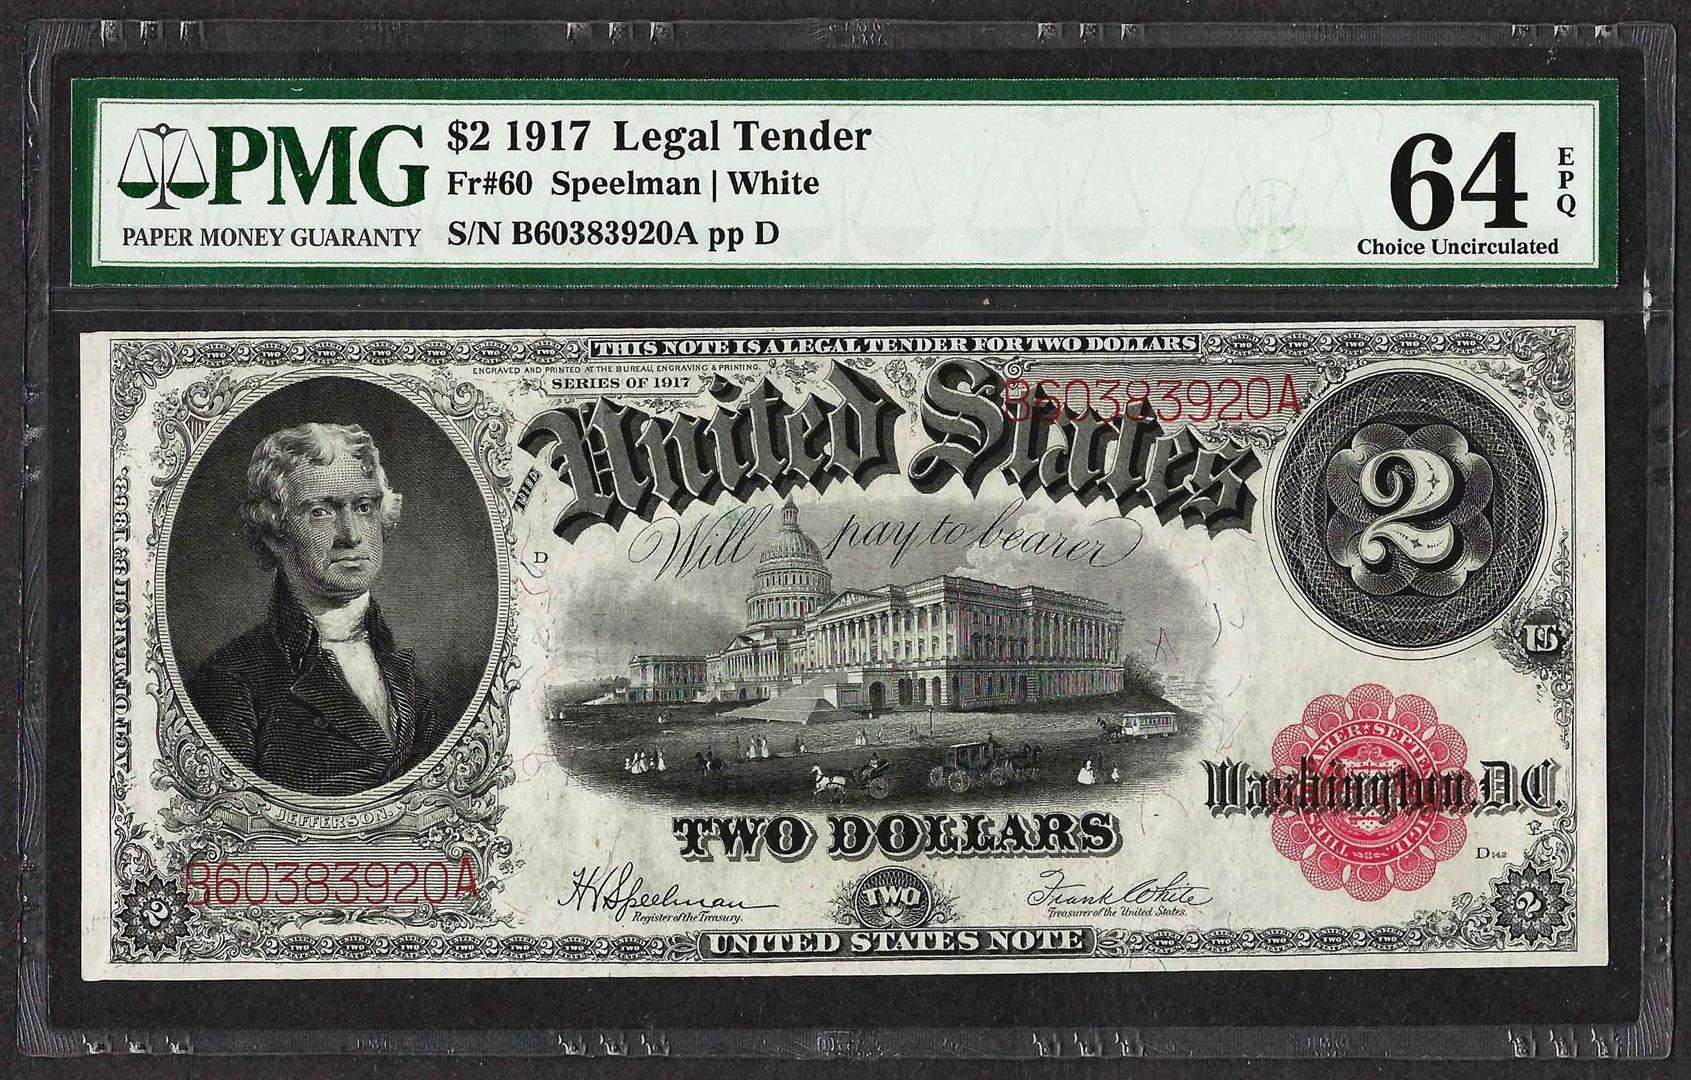 PMG
PAPER MONEY GUARANTY
$2 1917 Legal Tender
Fr#60 Speelman | White
S/N B60383920A pp D
64
EPQ
Choice Uncirculated
THIS NOTE IS A LEGAL TENDER FOR TWO DOLLARS
ENGRAVED AND PRINTED AT THE BUREAU, ENGRAVING & PRINTING.
SERIES OF 1917
B60383920A
THE United States
2
Will pay to bearer
D
ACT OF MARCH 3RD 1863.
US
A
JEFFERSON.
Washington, D.C.
TWO DOLLARS
D142
B60383920A
H V Speelman
Register of the Treasury.
TWO
Frank White
Treasurer of the United States.
2
2
UNITED STATES NOTE